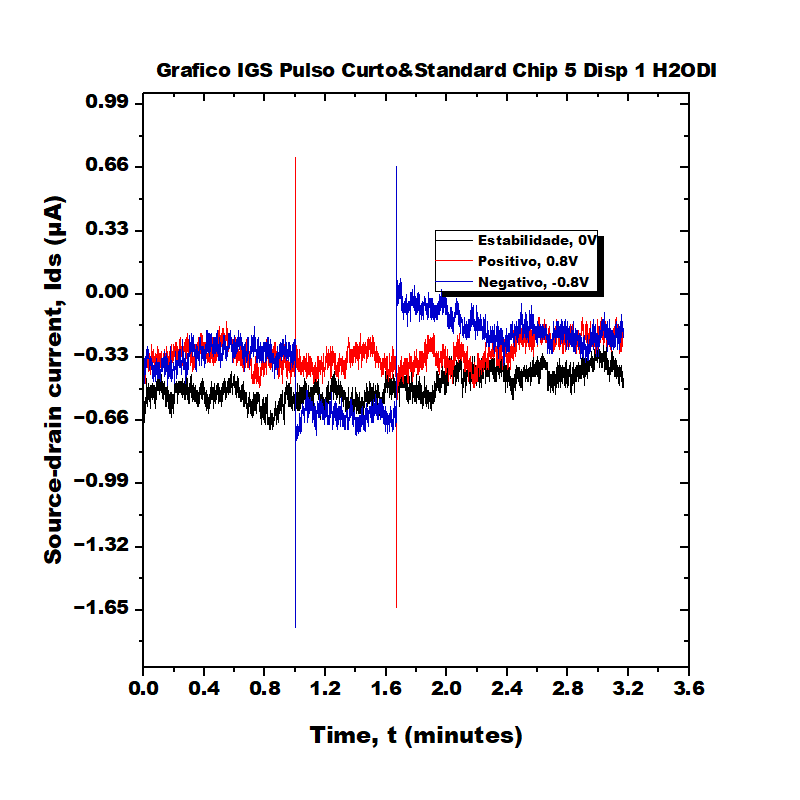 Grafico IGS Pulso Curto&Standard Chip 5 Disp 1 H2ODI
0.99
0.66
0.33
0.00
−0.33
−0.66
−0.99
−1.32
−1.65
Source-drain current, Ids (µA)
Estabilidade, 0V
Positivo, 0.8V
Negativo, -0.8V
0.0 0.4 0.8 1.2 1.6 2.0 2.4 2.8 3.2 3.6
Time, t (minutes)